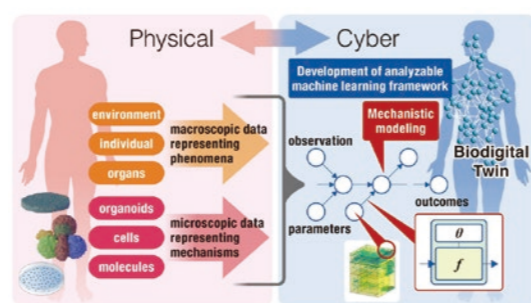 Physical
Cyber
environment
individual
organs
organoids
cells
molecules
macroscopic data
representing
phenomena
microscopic data
representing
mechanisms
Development of analyzable
machine learning framework
Mechanistic
modeling
observation
parameters
outcomes
Biodigital
Twin
θ
f